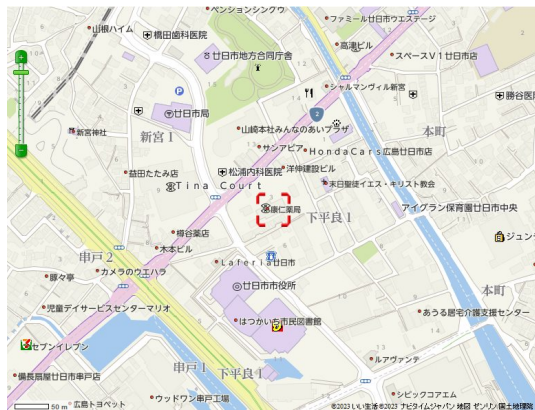 ペンションシングウ
山根ハイム
橋田歯科医院
ファミール廿日市ウエステージ
高津ビル
廿日市地方合同庁舎
スペースV1廿日市店
シャルマンヴィル新宮
勝谷医
廿日市局
2
新宮神社
新宮1
山崎本社みんなのあいプラザ
本町
サンアピア
HondaCars広島廿日市店
松浦内科医院
洋伸建設ビル
益田たたみ店
Tina Court
末日聖徒イエス・キリスト教会
康仁薬局
下平良1
アイグラン保育園廿日市中央
樽谷薬店
ジュン
木本ビル
串戸2
Laferia廿日市
カメラのウエハラ
豚々亭
廿日市市役所
本町
児童デイサービスセンターマリオ
はつかいち市民図書館
あうる居宅介護支援センター
セブンイレブン
串戸1
下平良1
ルアヴァンテ
備長扇屋廿日市串戸店
シビックコアエム
50 m
広島トヨペット
ウッドワン串戸工場
©2023 いい生活 ©2023 ナビタイムジャパン 地図 ゼンリン/国土地理院